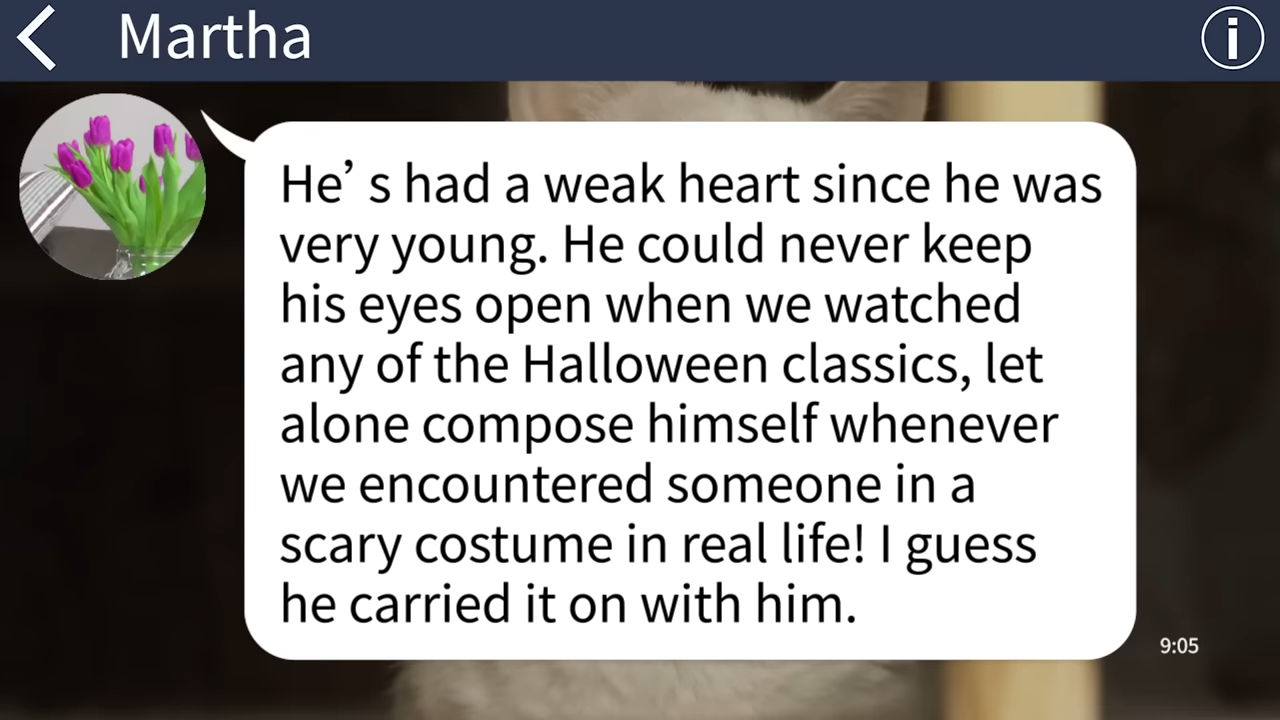 Martha
He’s had a weak heart since he was
very young. He could never keep
his eyes open when we watched
any of the Halloween classics, let
alone compose himself whenever
we encountered someone in a
scary costume in real life! I guess
he carried it on with him.
9:05